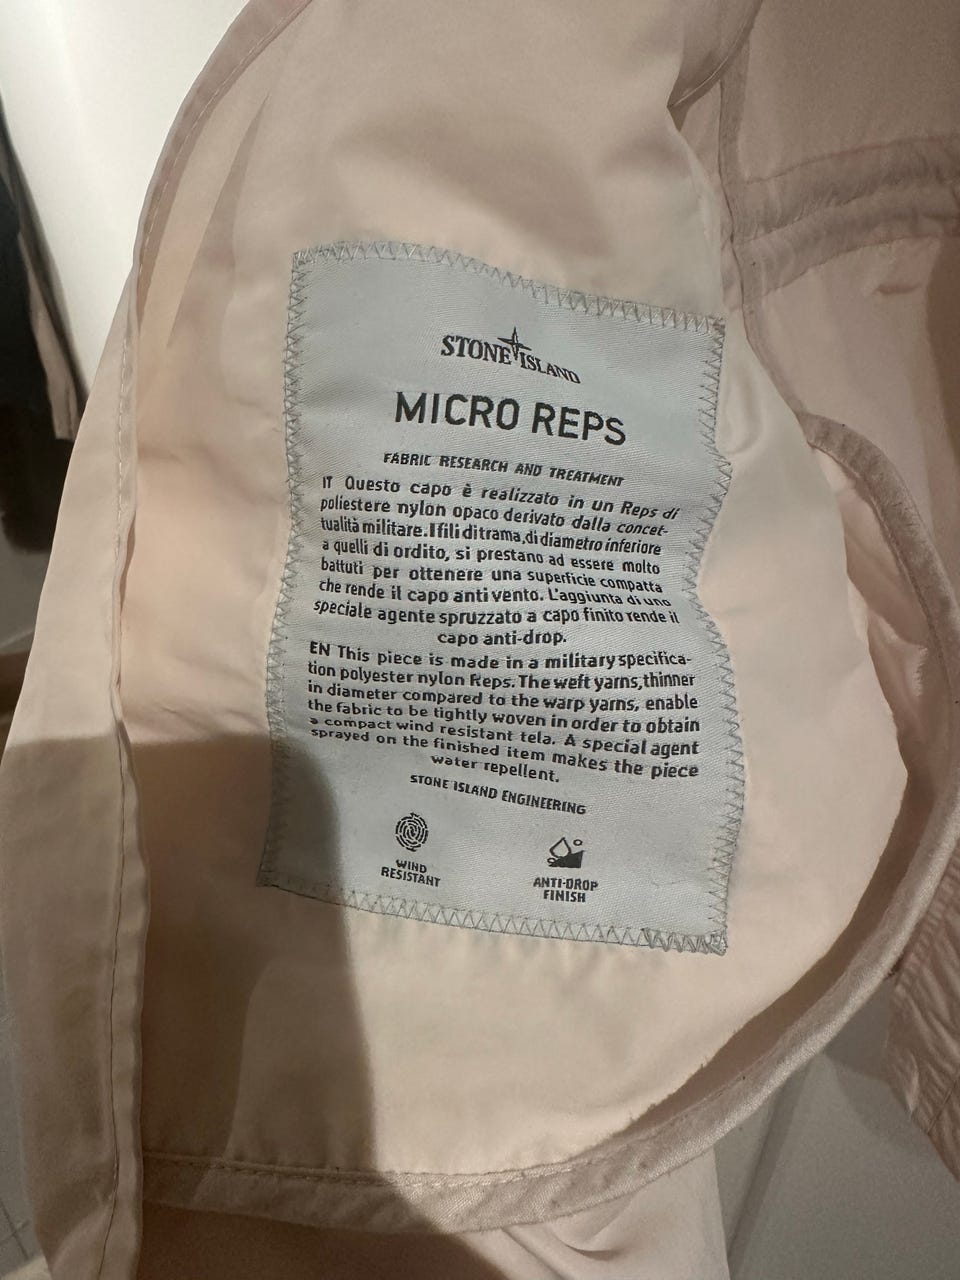 STONE ISLAND
MICRO REPS
FABRIC RESEARCH AND TREATMENT
IT Questo capo è realizzato in un Reps di
poliestere nylon opaco derivato dalla concet-
tualità militare. I fili di trama, di diametro inferiore
a quelli di ordito, si prestano ad essere molto
battuti per ottenere una superficie compatta
che rende il capo anti vento. L'aggiunta di uno
speciale agente spruzzato a capo finito rende il
capo anti-drop.
EN This piece is made in a military specifica-
tion polyester nylon Reps. The weft yarns, thinner
in diameter compared to the warp yarns, enable
the fabric to be tightly woven in order to obtain
a compact wind resistant tela. A special agent
sprayed on the finished item makes the piece
water repellent.
STONE ISLAND ENGINEERING
WIND
RESISTANT
ANTI-DROP
FINISH